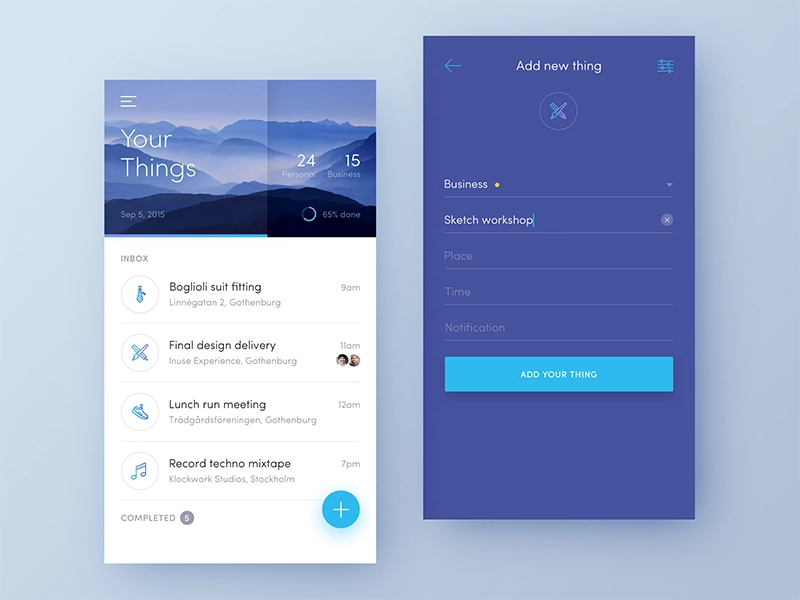 Your
Things
24 15
Personal Business
Sep 5, 2015
65% done
INBOX
Boglioli suit fitting 9am
Linnégatan 2, Gothenburg
Final design delivery 11am
Inuse Experience, Gothenburg
Lunch run meeting 12am
Trädgårdsföreningen, Gothenburg
Record techno mixtape 7pm
Klockwork Studios, Stockholm
COMPLETED 5
Add new thing
Business
Sketch workshop
Place
Time
Notification
ADD YOUR THING